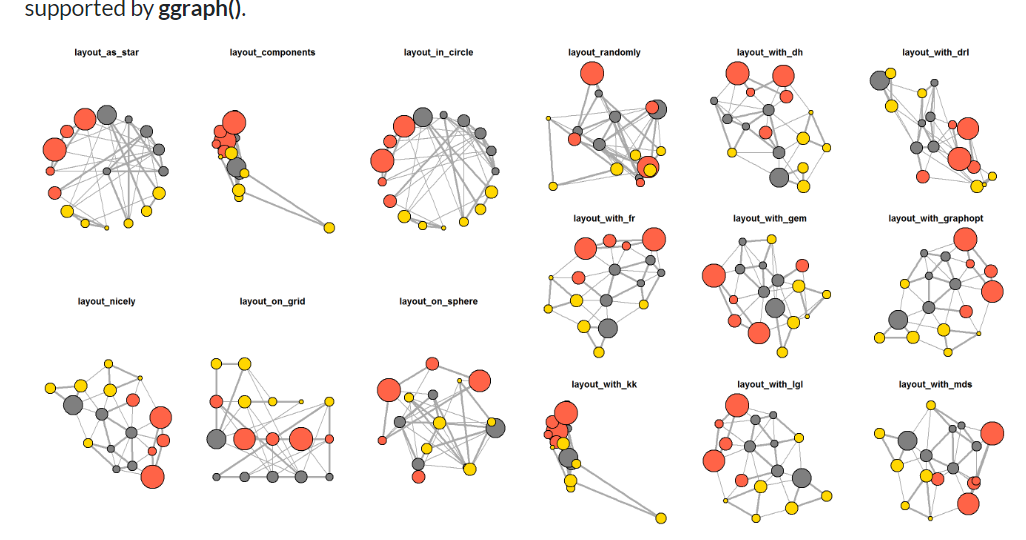 supported by ggraph().
layout_as_star
layout_components
layout_in_circle
layout_nicely
layout_on_grid
layout_on_sphere
layout_randomly
layout_with_dh
layout_with_drl
layout_with_fr
layout_with_gem
layout_with_graphopt
layout_with_kk
layout_with_lgl
layout_with_mds